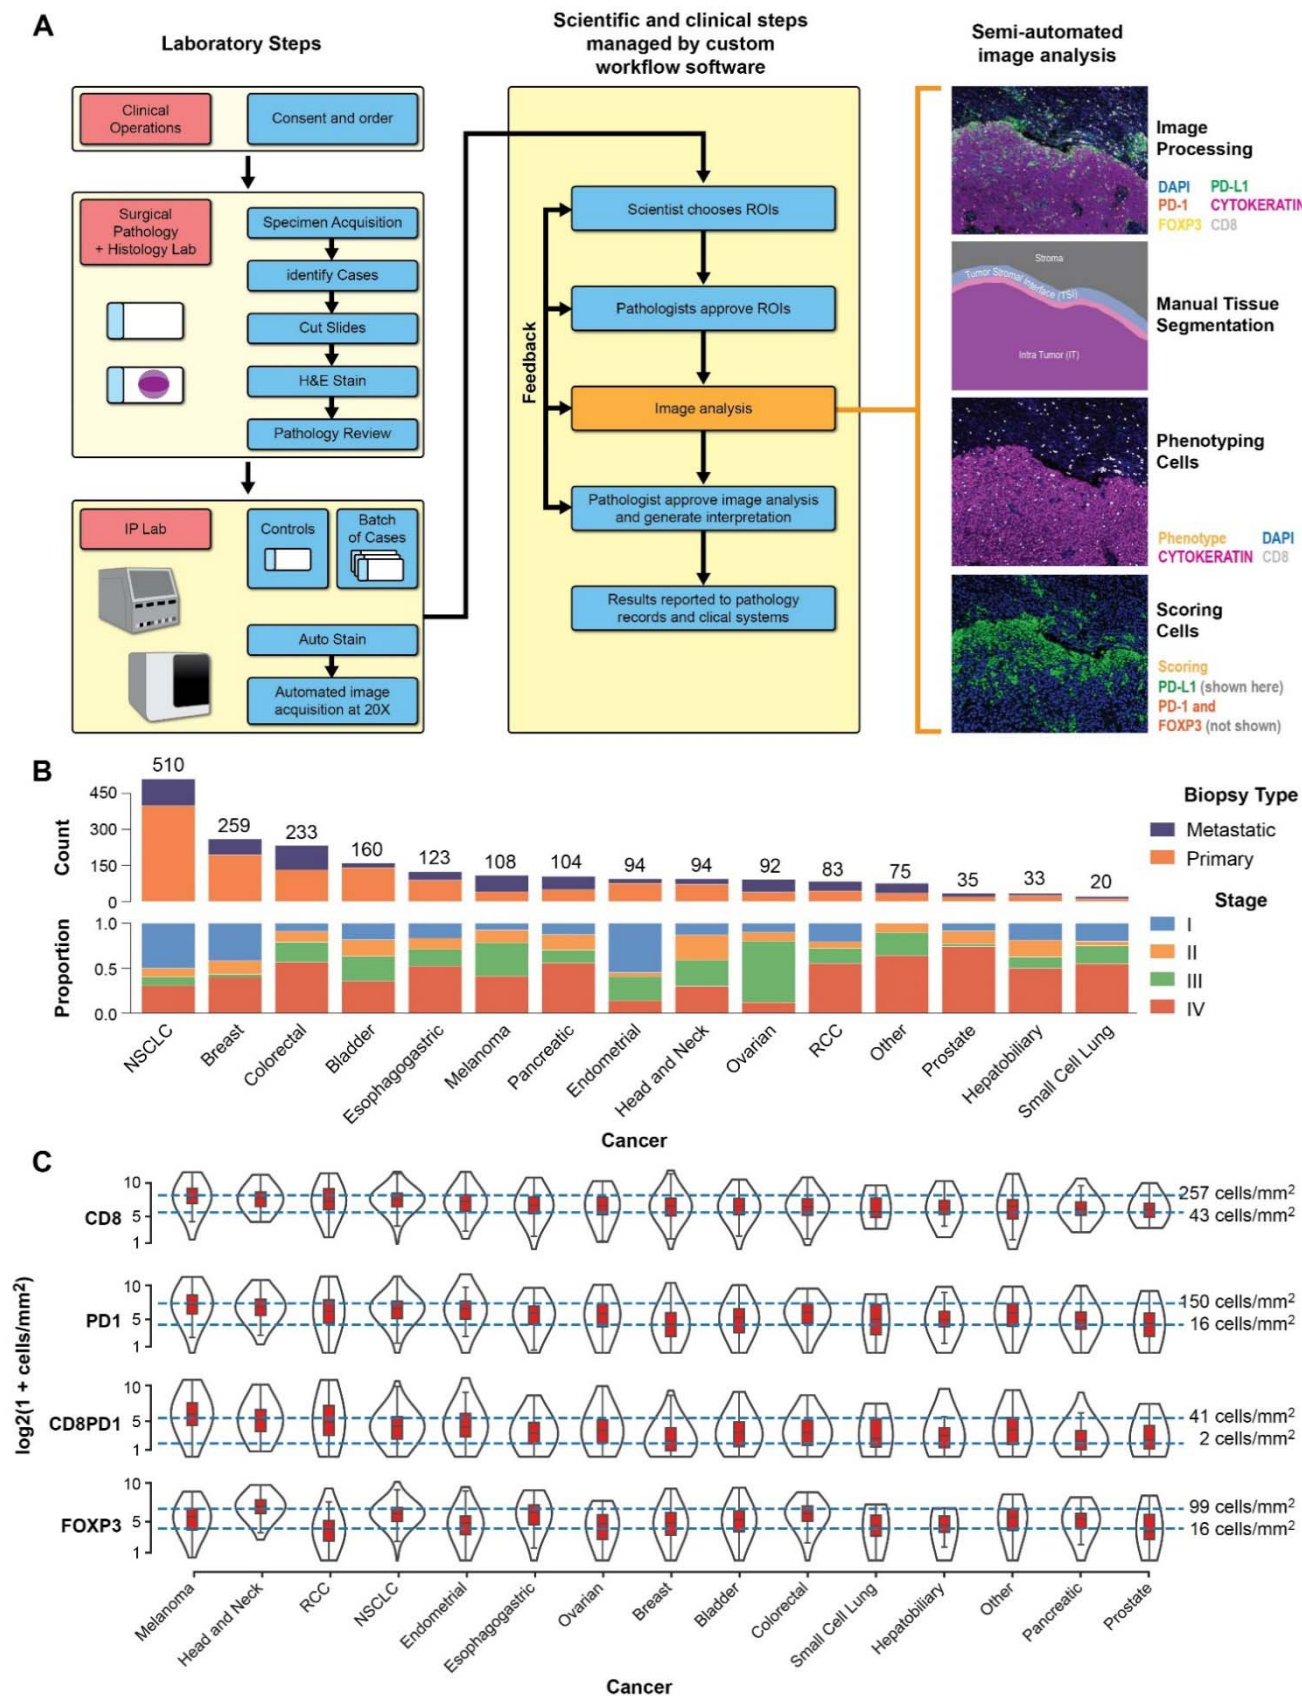 A
Laboratory Steps
Clinical
Operations
Consent and order
Surgical
Pathology
+ Histology Lab
Specimen Acquisition
identify Cases
Cut Slides
H&E Stain
Pathology Review
IP Lab
Controls
Batch
of Cases
Auto Stain
Automated image
acquisition at 20X
Scientific and clinical steps
managed by custom
workflow software
Scientist chooses ROIs
Pathologists approve ROIs
Feedback
Image analysis
Pathologist approve image analysis
and generate interpretation
Results reported to pathology
records and clical systems
Semi-automated
image analysis
Image
Processing
DAPI PD-L1
PD-1 CYTOKERATIN
FOXP3 CD8
Stroma
Tumor Stromal Interface (TSI)
Intra Tumor (IT)
Manual Tissue
Segmentation
Phenotyping
Cells
Phenotype DAPI
CYTOKERATIN CD8
Scoring
Cells
Scoring
PD-L1 (shown here)
PD-1 and
FOXP3 (not shown)
B
Count
450
300
150
0
510
259
233
160
123
108
104
94
94
92
83
75
35
33
20
Proportion
1.0
0.5
0.0
NSCLC
Breast
Colorectal
Bladder
Esophagogastric
Melanoma
Pancreatic
Endometrial
Head and Neck
Ovarian
RCC
Other
Prostate
Hepatobiliary
Small Cell Lung
Cancer
Biopsy Type
Metastatic
Primary
Stage
I
II
III
IV
C
log2(1 + cells/mm2)
CD8
10
5
1
257 cells/mm2
43 cells/mm2
PD1
10
5
1
150 cells/mm2
16 cells/mm2
CD8PD1
10
5
1
41 cells/mm2
2 cells/mm2
FOXP3
10
5
1
99 cells/mm2
16 cells/mm2
Melanoma
Head and Neck
RCC
NSCLC
Endometrial
Esophagogastric
Ovarian
Breast
Bladder
Colorectal
Small Cell Lung
Hepatobiliary
Other
Pancreatic
Prostate
Cancer